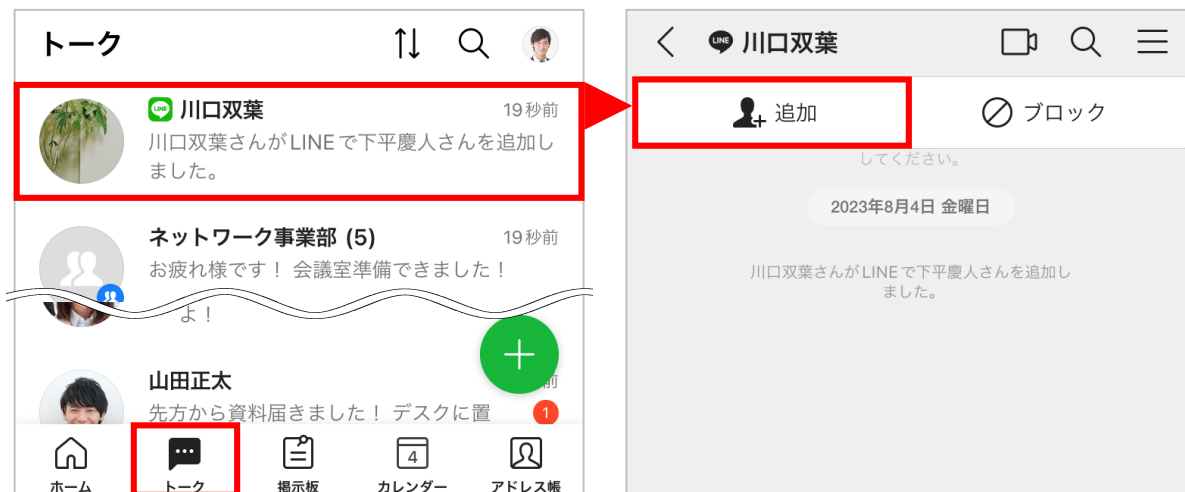 トーク
LINE 川口双葉 19秒前
川口双葉さんがLINEで下平慶人さんを追加し
ました。
ネットワーク事業部 (5) 19秒前
お疲れ様です！ 会議室準備できました！
よ！
山田正太 前
先方から資料届きました！ デスクに置 1
ホーム トーク 掲示板 4 カレンダー アドレス帳
LINE 川口双葉
追加 ブロック
してください。
2023年8月4日 金曜日
川口双葉さんがLINEで下平慶人さんを追加し
ました。